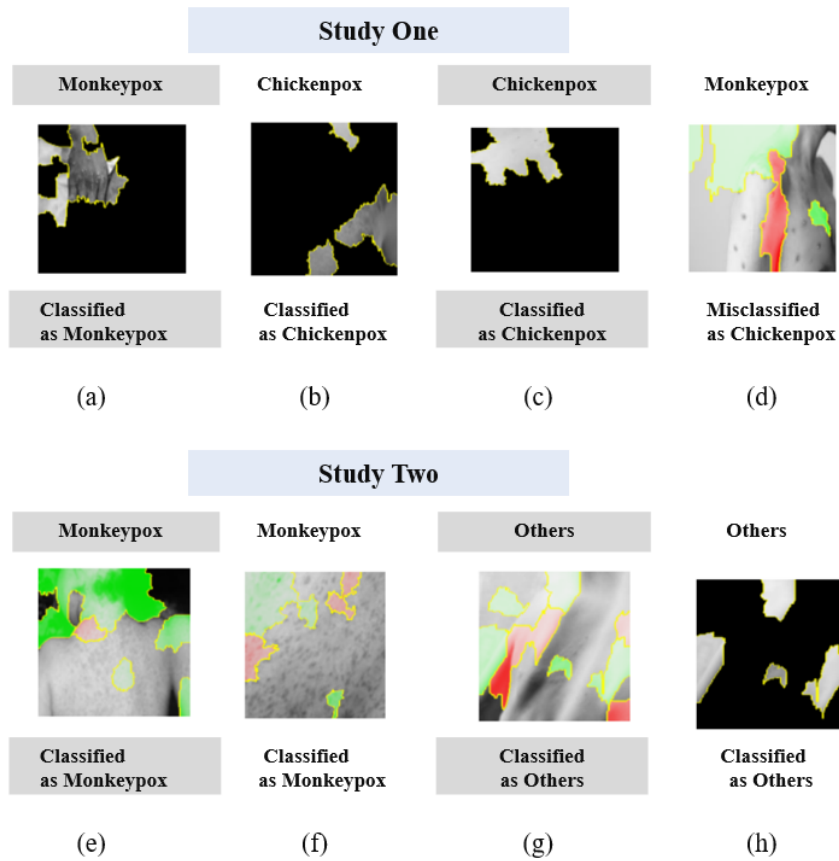 Study One
Monkeypox
Chickenpox
Chickenpox
Monkeypox
Classified
as Monkeypox
Classified
as Chickenpox
Classified
as Chickenpox
Misclassified
as Chickenpox
(a)
(b)
(c)
(d)
Study Two
Monkeypox
Monkeypox
Others
Others
Classified
as Monkeypox
Classified
as Monkeypox
Classified
as Others
Classified
as Others
(e)
(f)
(g)
(h)